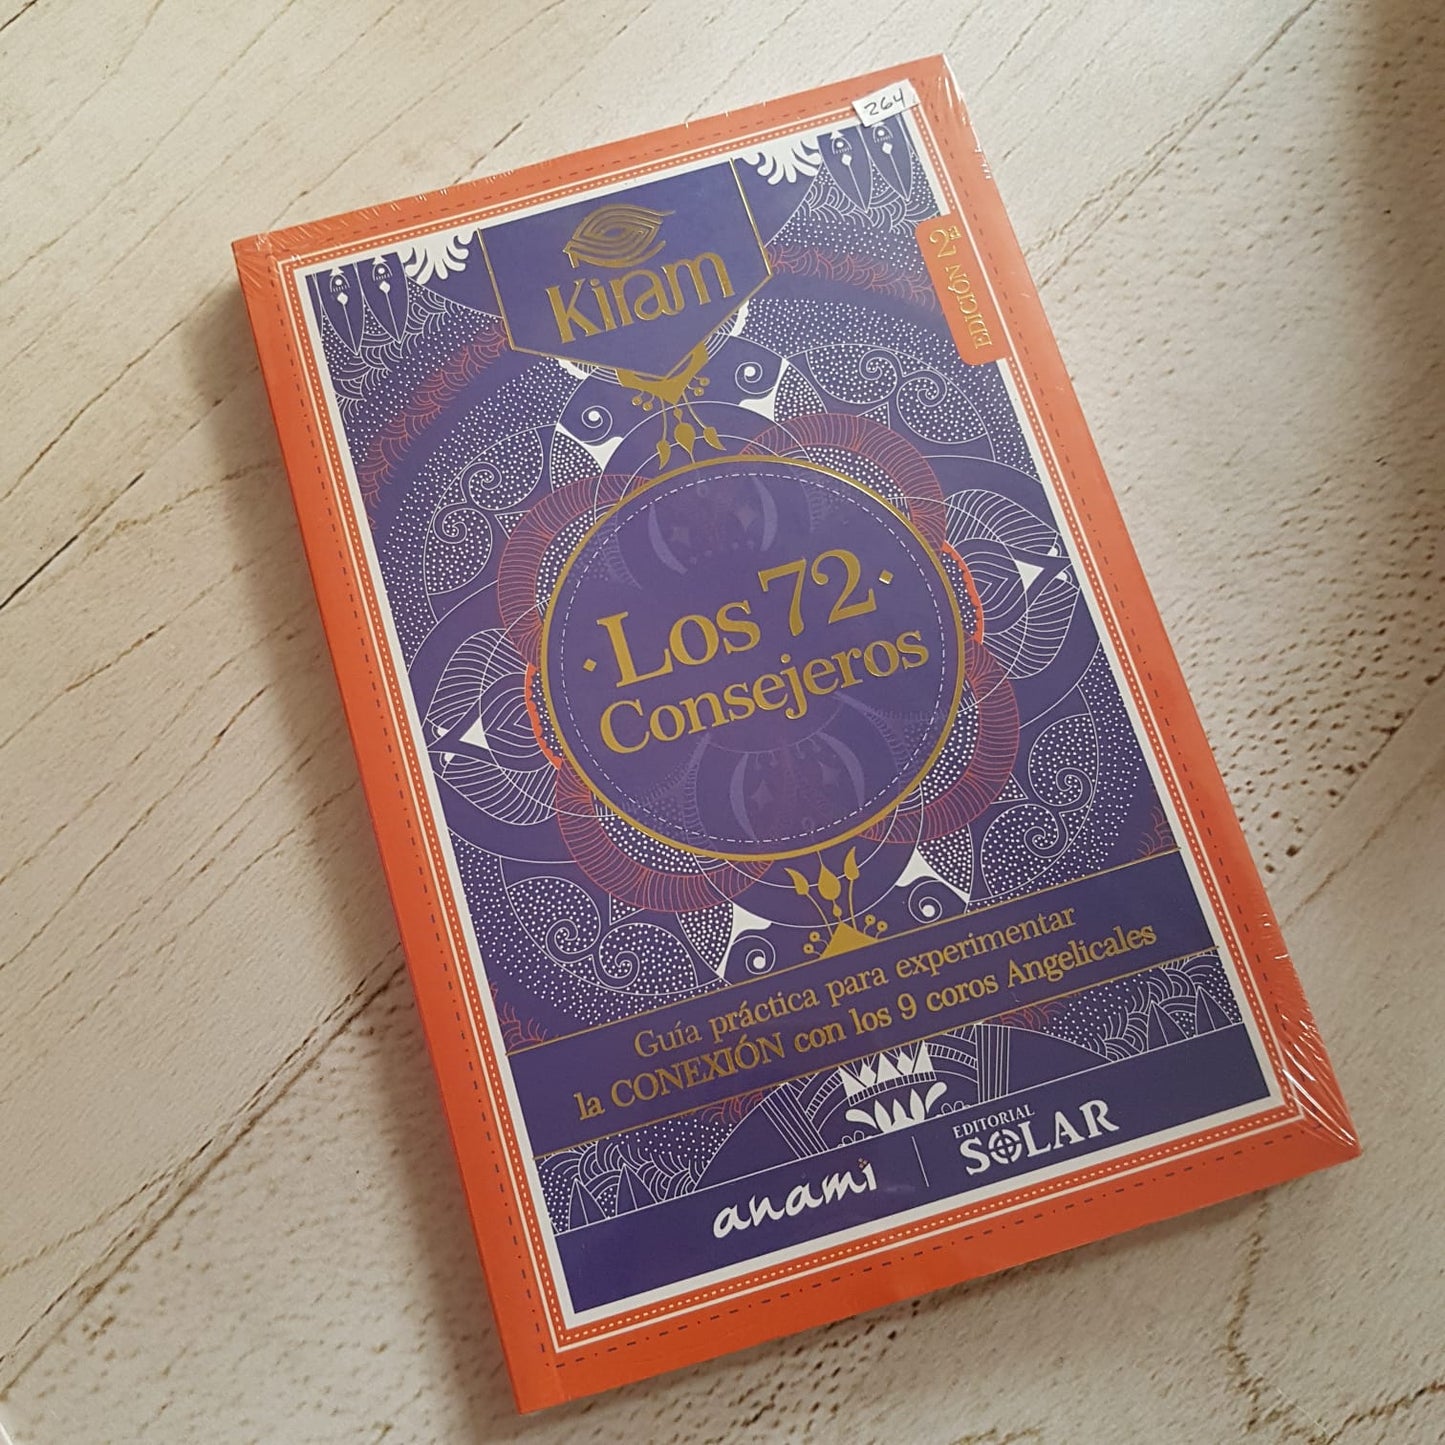 264
Kiram
EDICIÓN 2ª
Los 72
Consejeros
Guía práctica para experimentar
la CONEXIÓN con los 9 coros Angelicales
anami
EDITORIAL
SOLAR